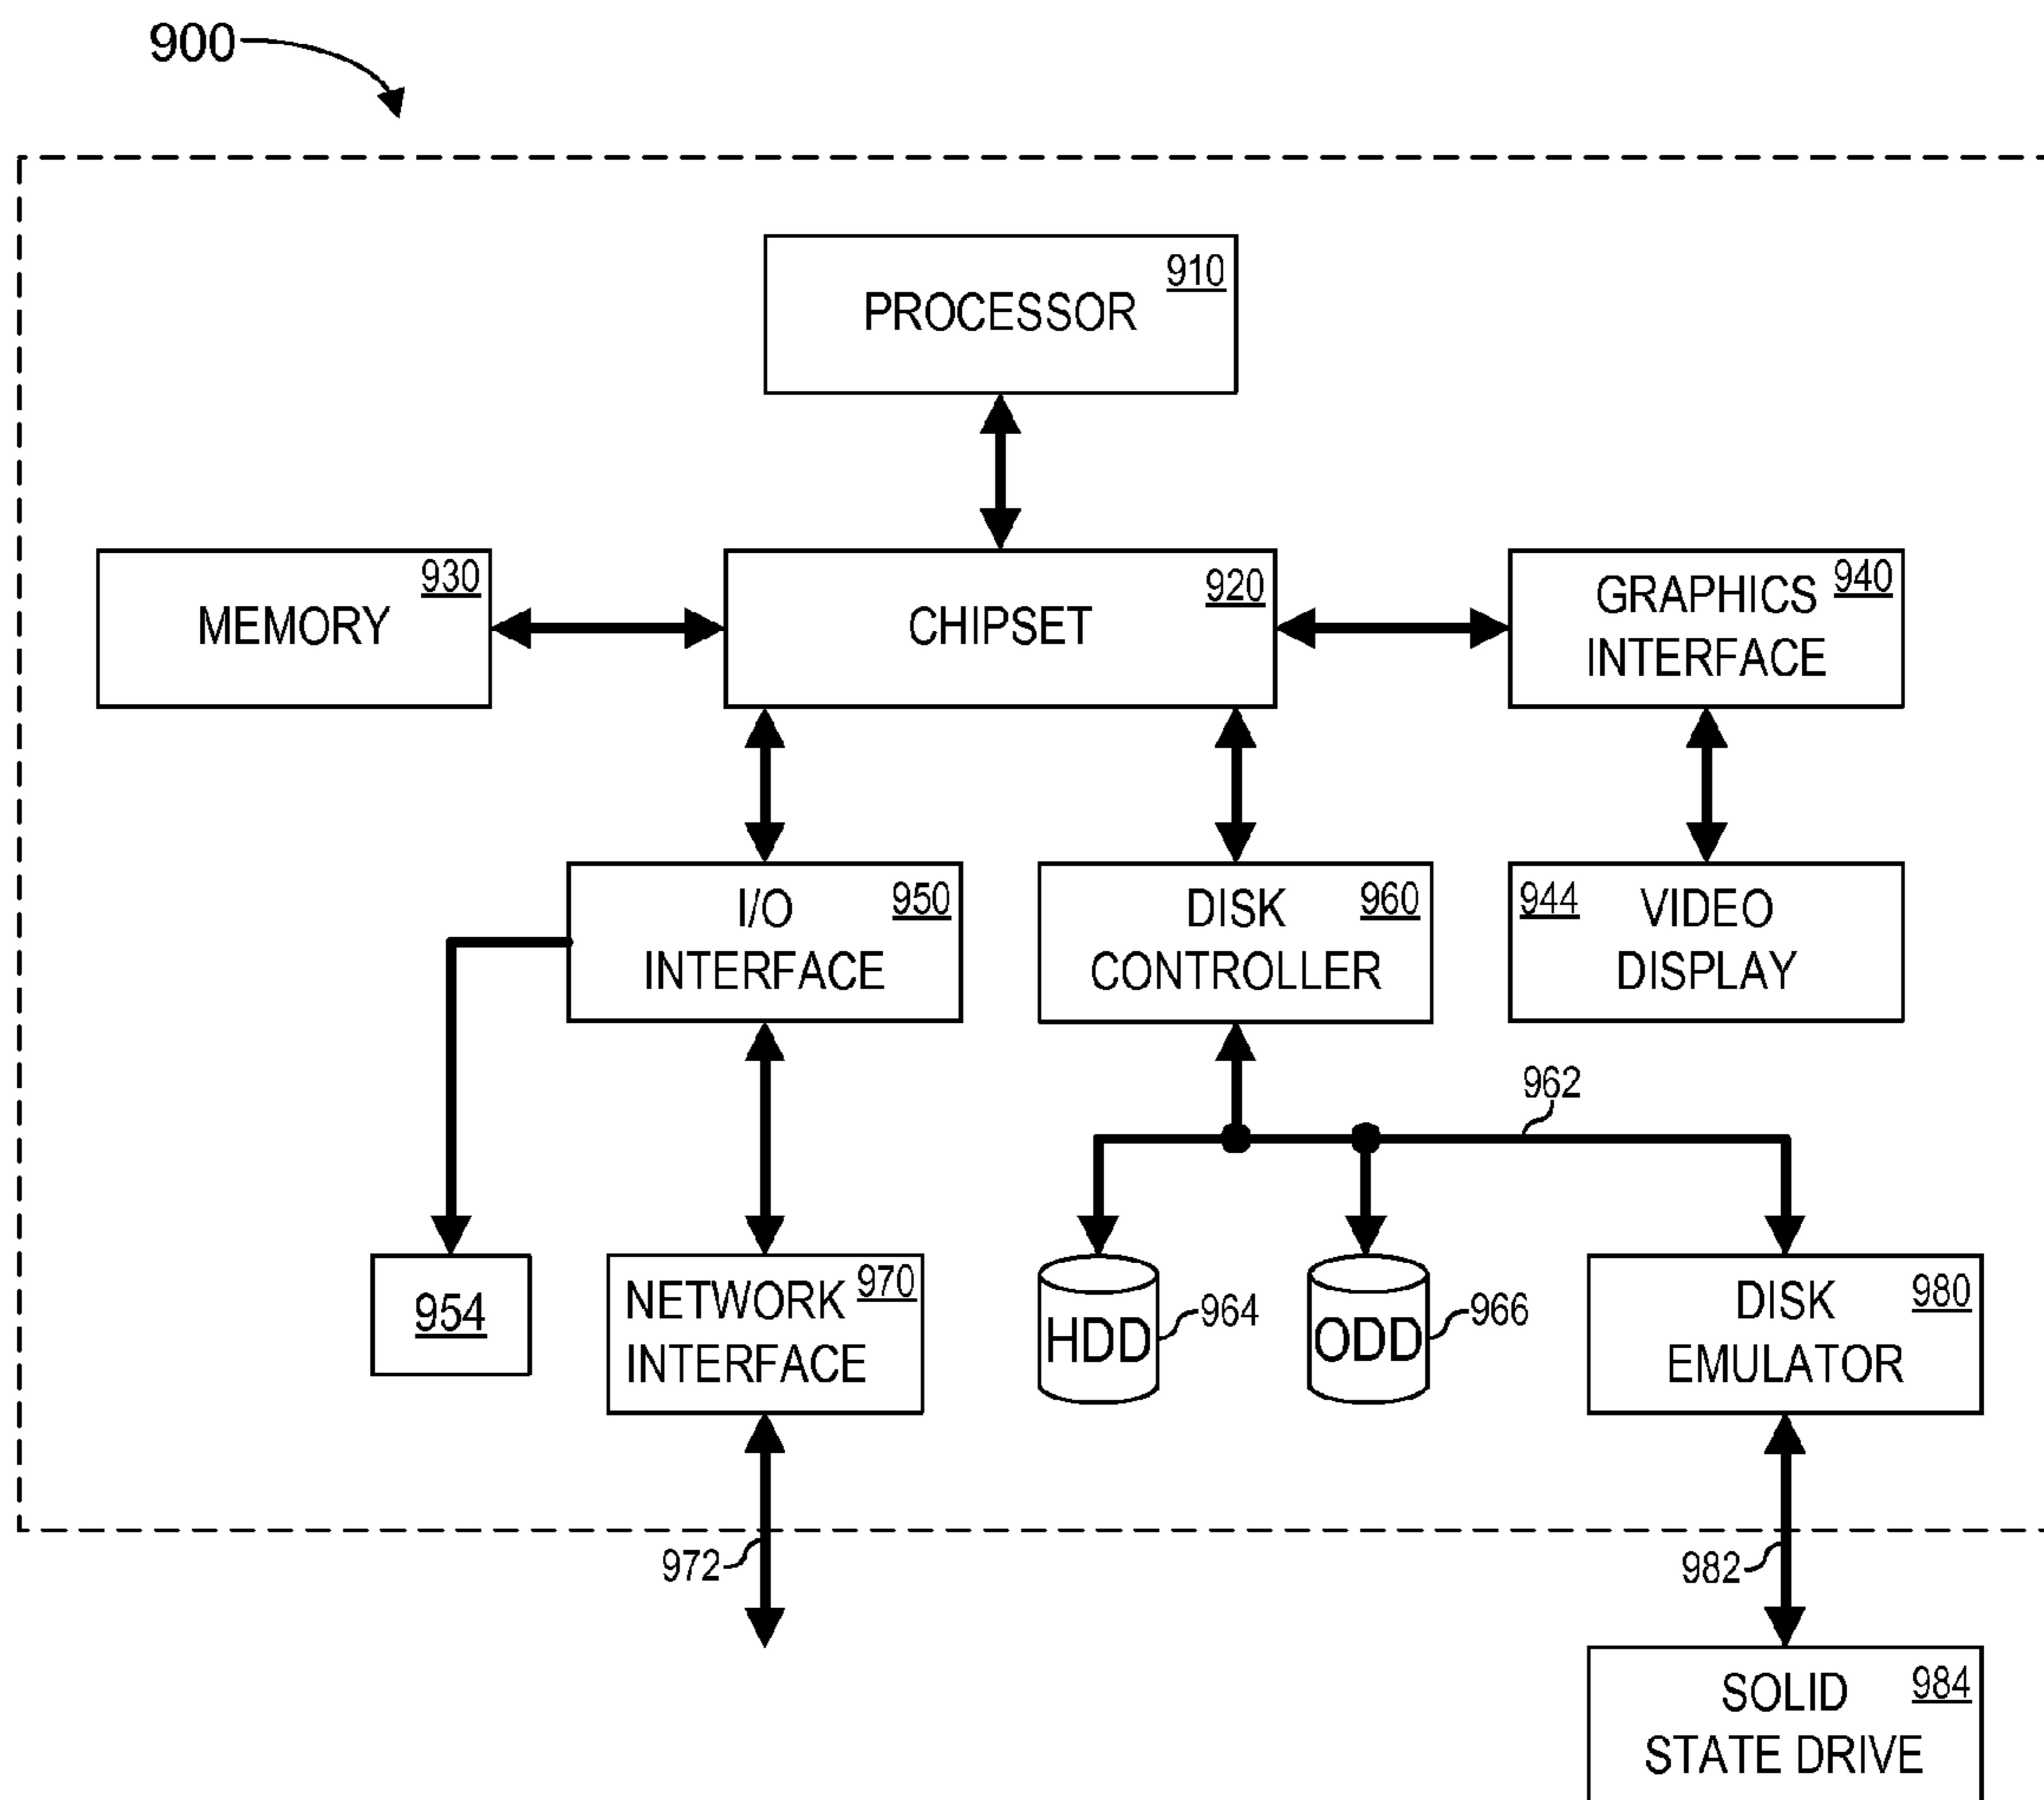 900
910
PROCESSOR
930
MEMORY
920
CHIPSET
940
GRAPHICS
INTERFACE
950
I/O
INTERFACE
960
DISK
CONTROLLER
944
VIDEO
DISPLAY
962
954
970
NETWORK
INTERFACE
HDD
964
ODD
966
980
DISK
EMULATOR
972
982
984
SOLID
STATE DRIVE